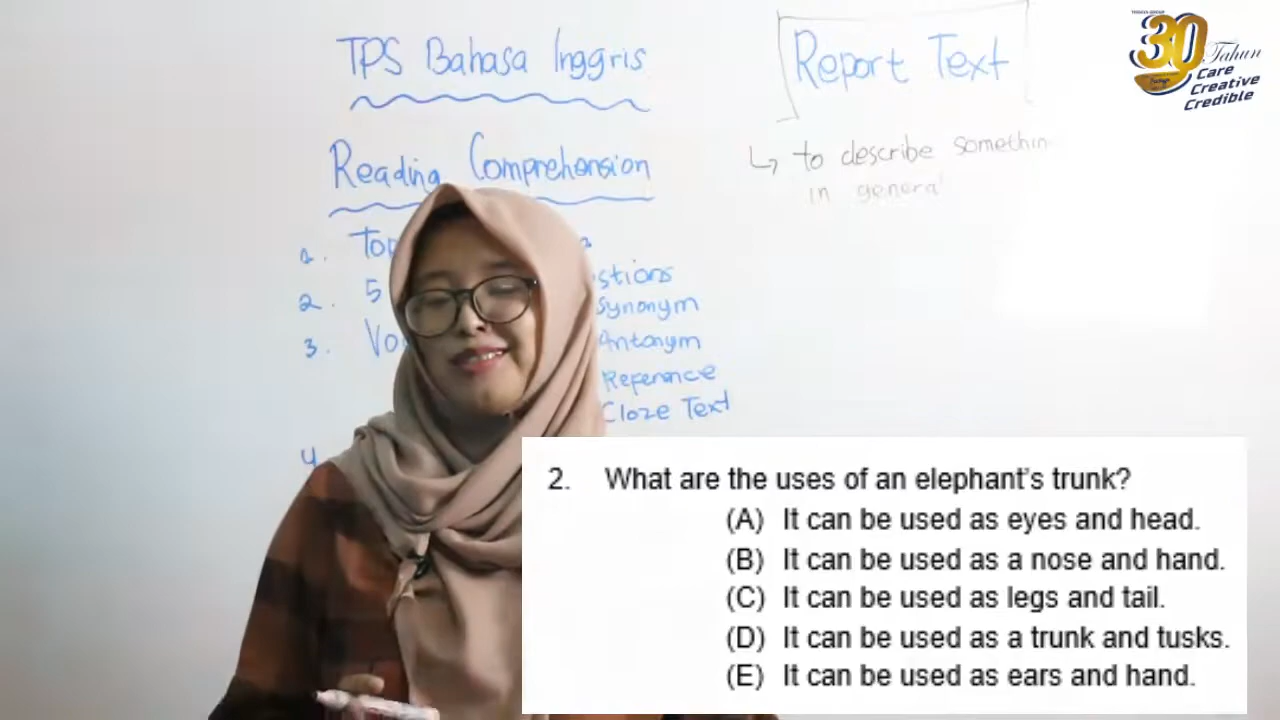 TPS Bahasa Inggris
Reading Comprehension
1.
2. 5 stions
Synonym
3. Antonym
Reference
Cloze Text
4
Report Text
↳ to describe somethin
in general
30 Tahun
Care
Creative
Credible
2. What are the uses of an elephant's trunk?
(A) It can be used as eyes and head.
(B) It can be used as a nose and hand.
(C) It can be used as legs and tail.
(D) It can be used as a trunk and tusks.
(E) It can be used as ears and hand.